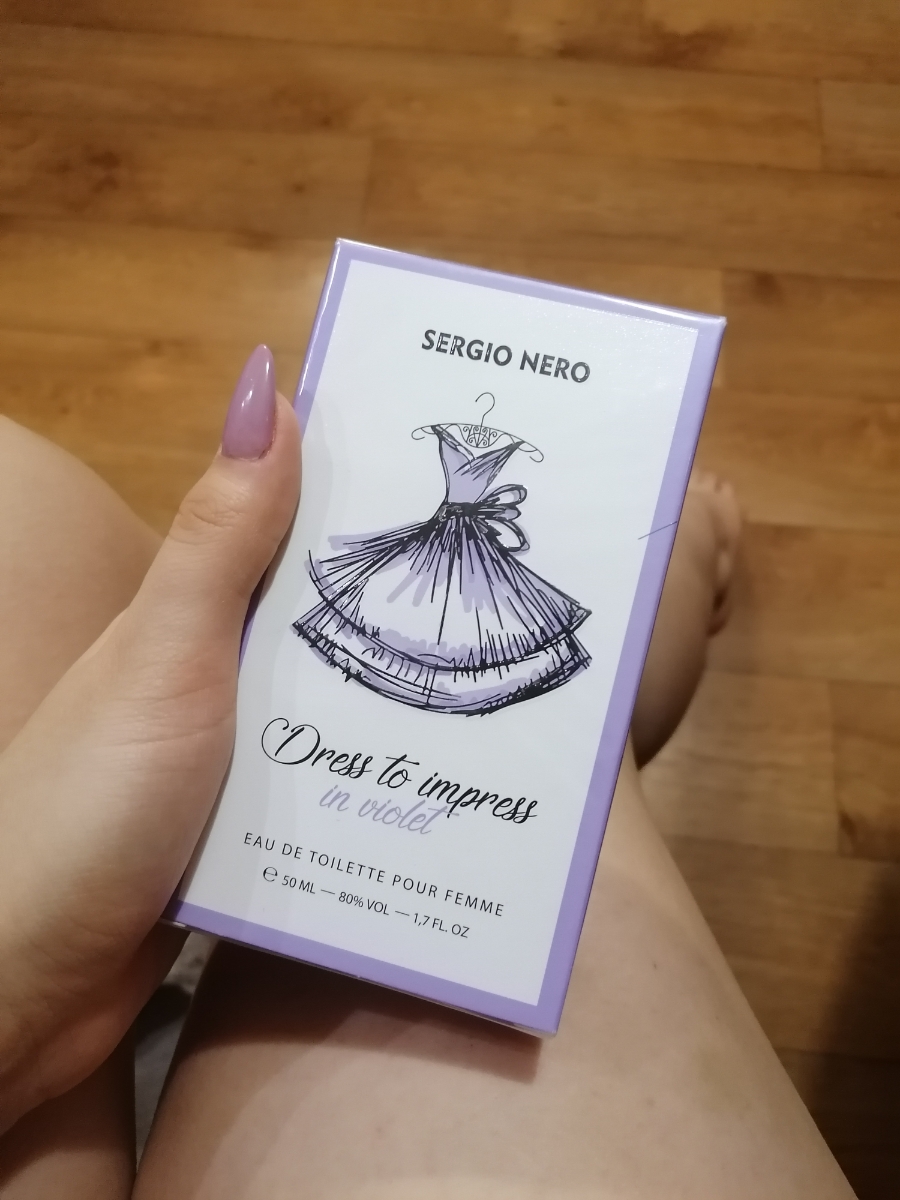 SERGIO NERO
Dress to impress
in violet
EAU DE TOILETTE POUR FEMME
℮ 50 ML — 80% VOL — 1,7 FL. OZ